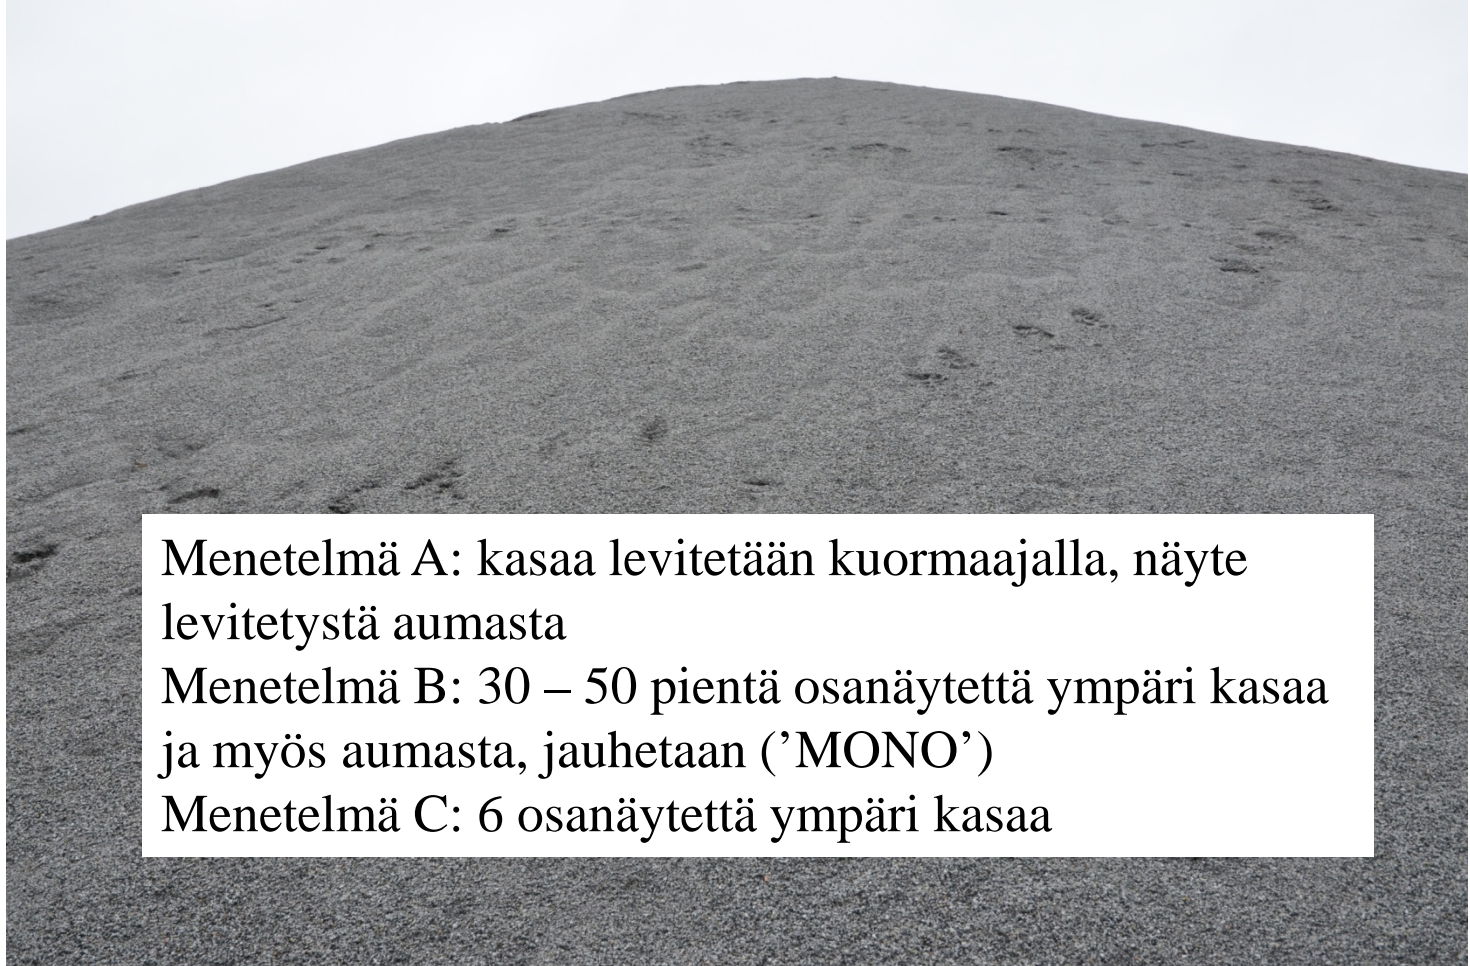 Menetelmä A: kasaa levitetään kuormaajalla, näyte
levitetystä aumasta
Menetelmä B: 30 – 50 pientä osanäytettä ympäri kasaa
ja myös aumasta, jauhetaan (’MONO’)
Menetelmä C: 6 osanäytettä ympäri kasaa